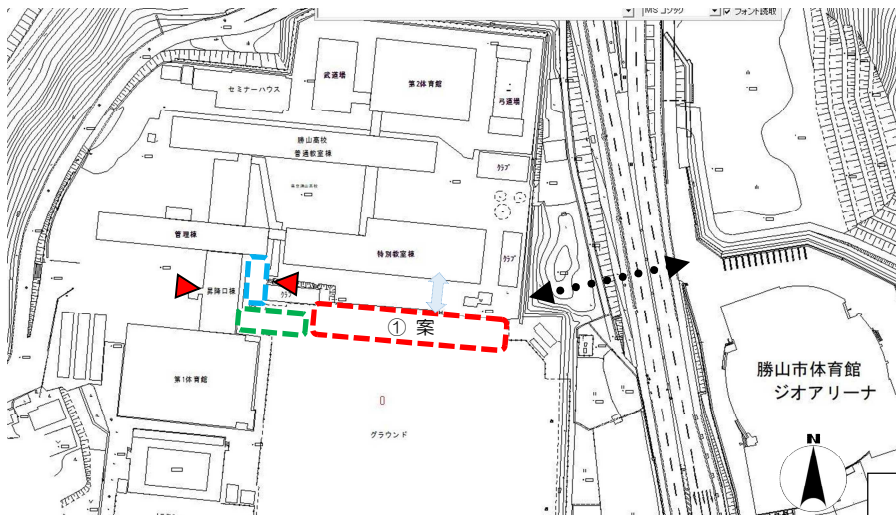 MS ゴシック
フォント読取
武道場
第2体育館
弓道場
セミナーハウス
勝山高校
普通教室棟
クラブ
管理棟
特別教室棟
クラブ
昇降口棟
クラブ
① 案
第1体育館
グラウンド
勝山市体育館
ジオアリーナ
N